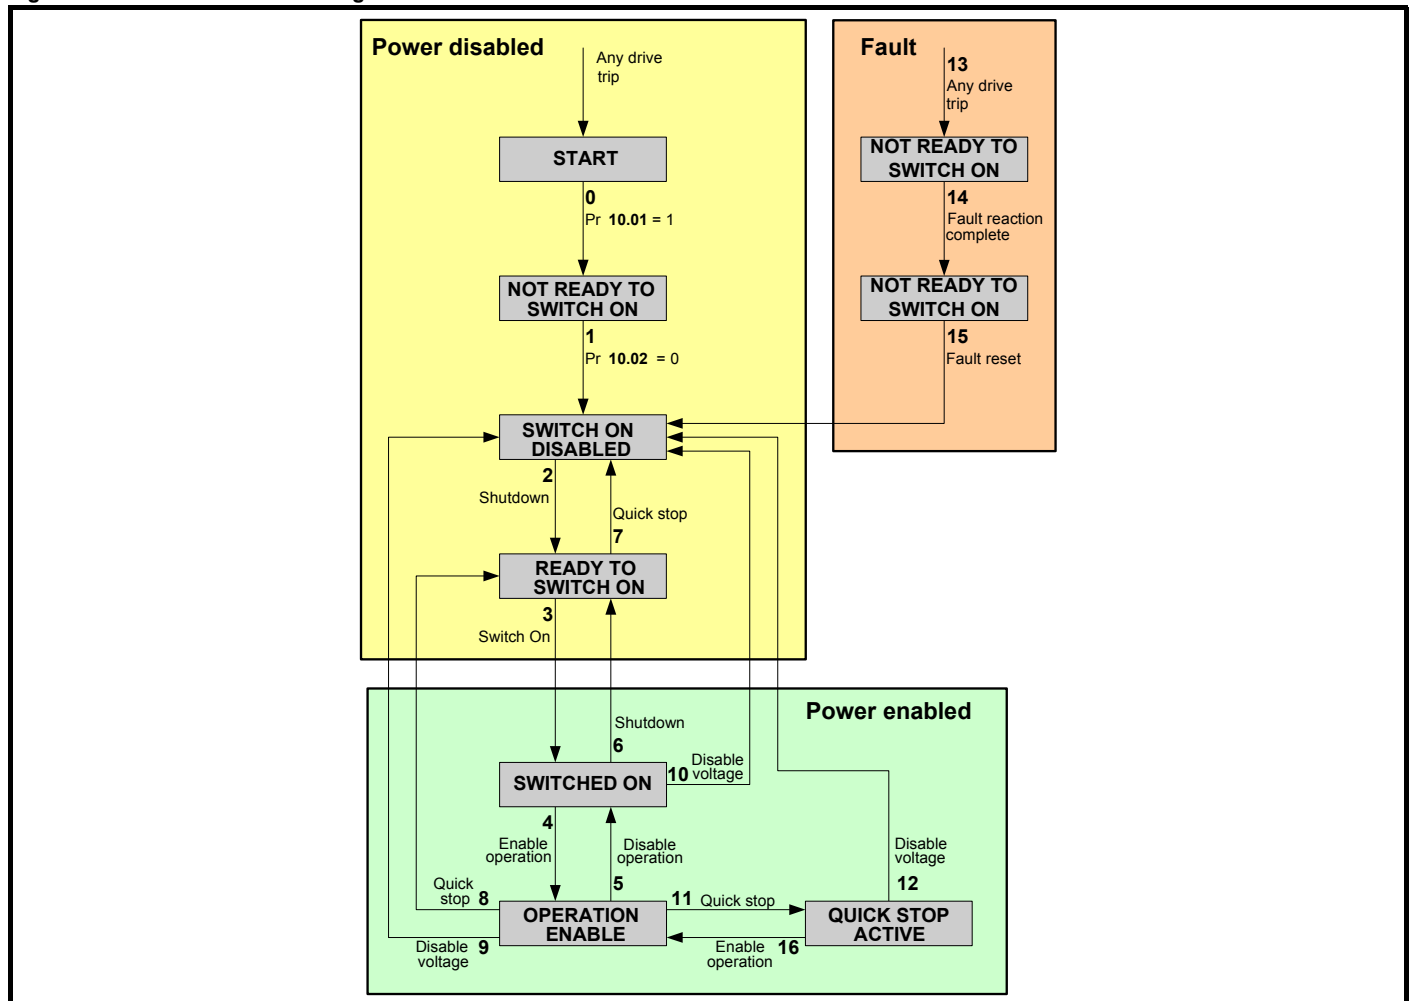 Power disabled
Any drive
trip
START
0
Pr 10.01 = 1
NOT READY TO
SWITCH ON
1
Pr 10.02 = 0
SWITCH ON
DISABLED
2
Shutdown
Quick stop
7
READY TO
SWITCH ON
3
Switch On
Fault
13
Any drive
trip
NOT READY TO
SWITCH ON
14
Fault reaction
complete
NOT READY TO
SWITCH ON
15
Fault reset
Power enabled
Shutdown
6
SWITCHED ON
10 Disable
voltage
4
Enable
operation
Disable
operation
5
Quick
stop 8
11 Quick stop
OPERATION
ENABLE
Disable
voltage 9
Enable
operation 16
Disable
voltage
12
QUICK STOP
ACTIVE